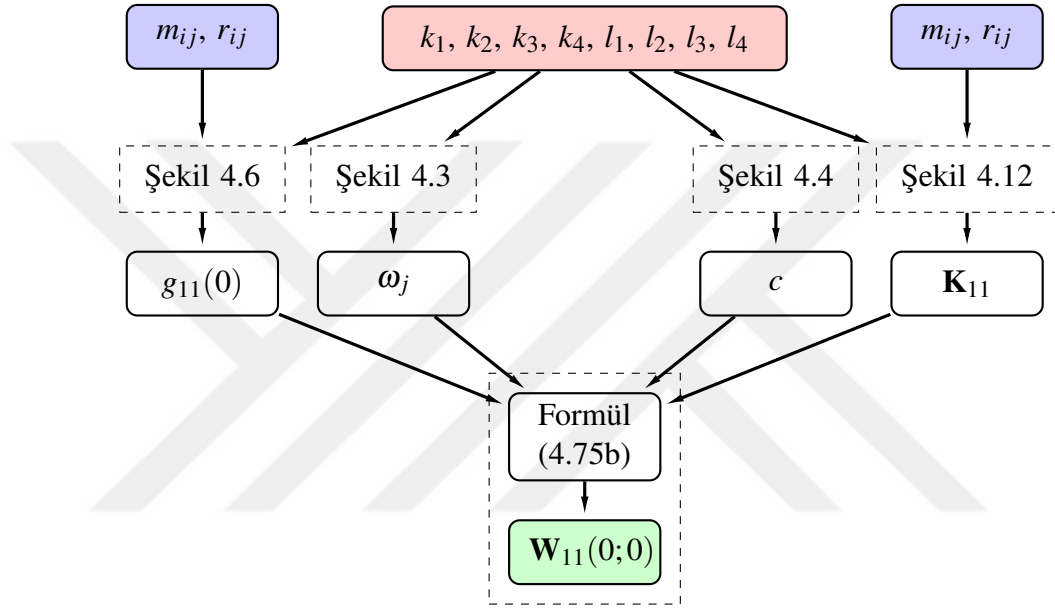 m_{ij}, r_{ij}
k_1, k_2, k_3, k_4, l_1, l_2, l_3, l_4
m_{ij}, r_{ij}
Şekil 4.6
Şekil 4.3
Şekil 4.4
Şekil 4.12
g_{11}(0)
ω_j
c
K_{11}
Formül
(4.75b)
W_{11}(0;0)